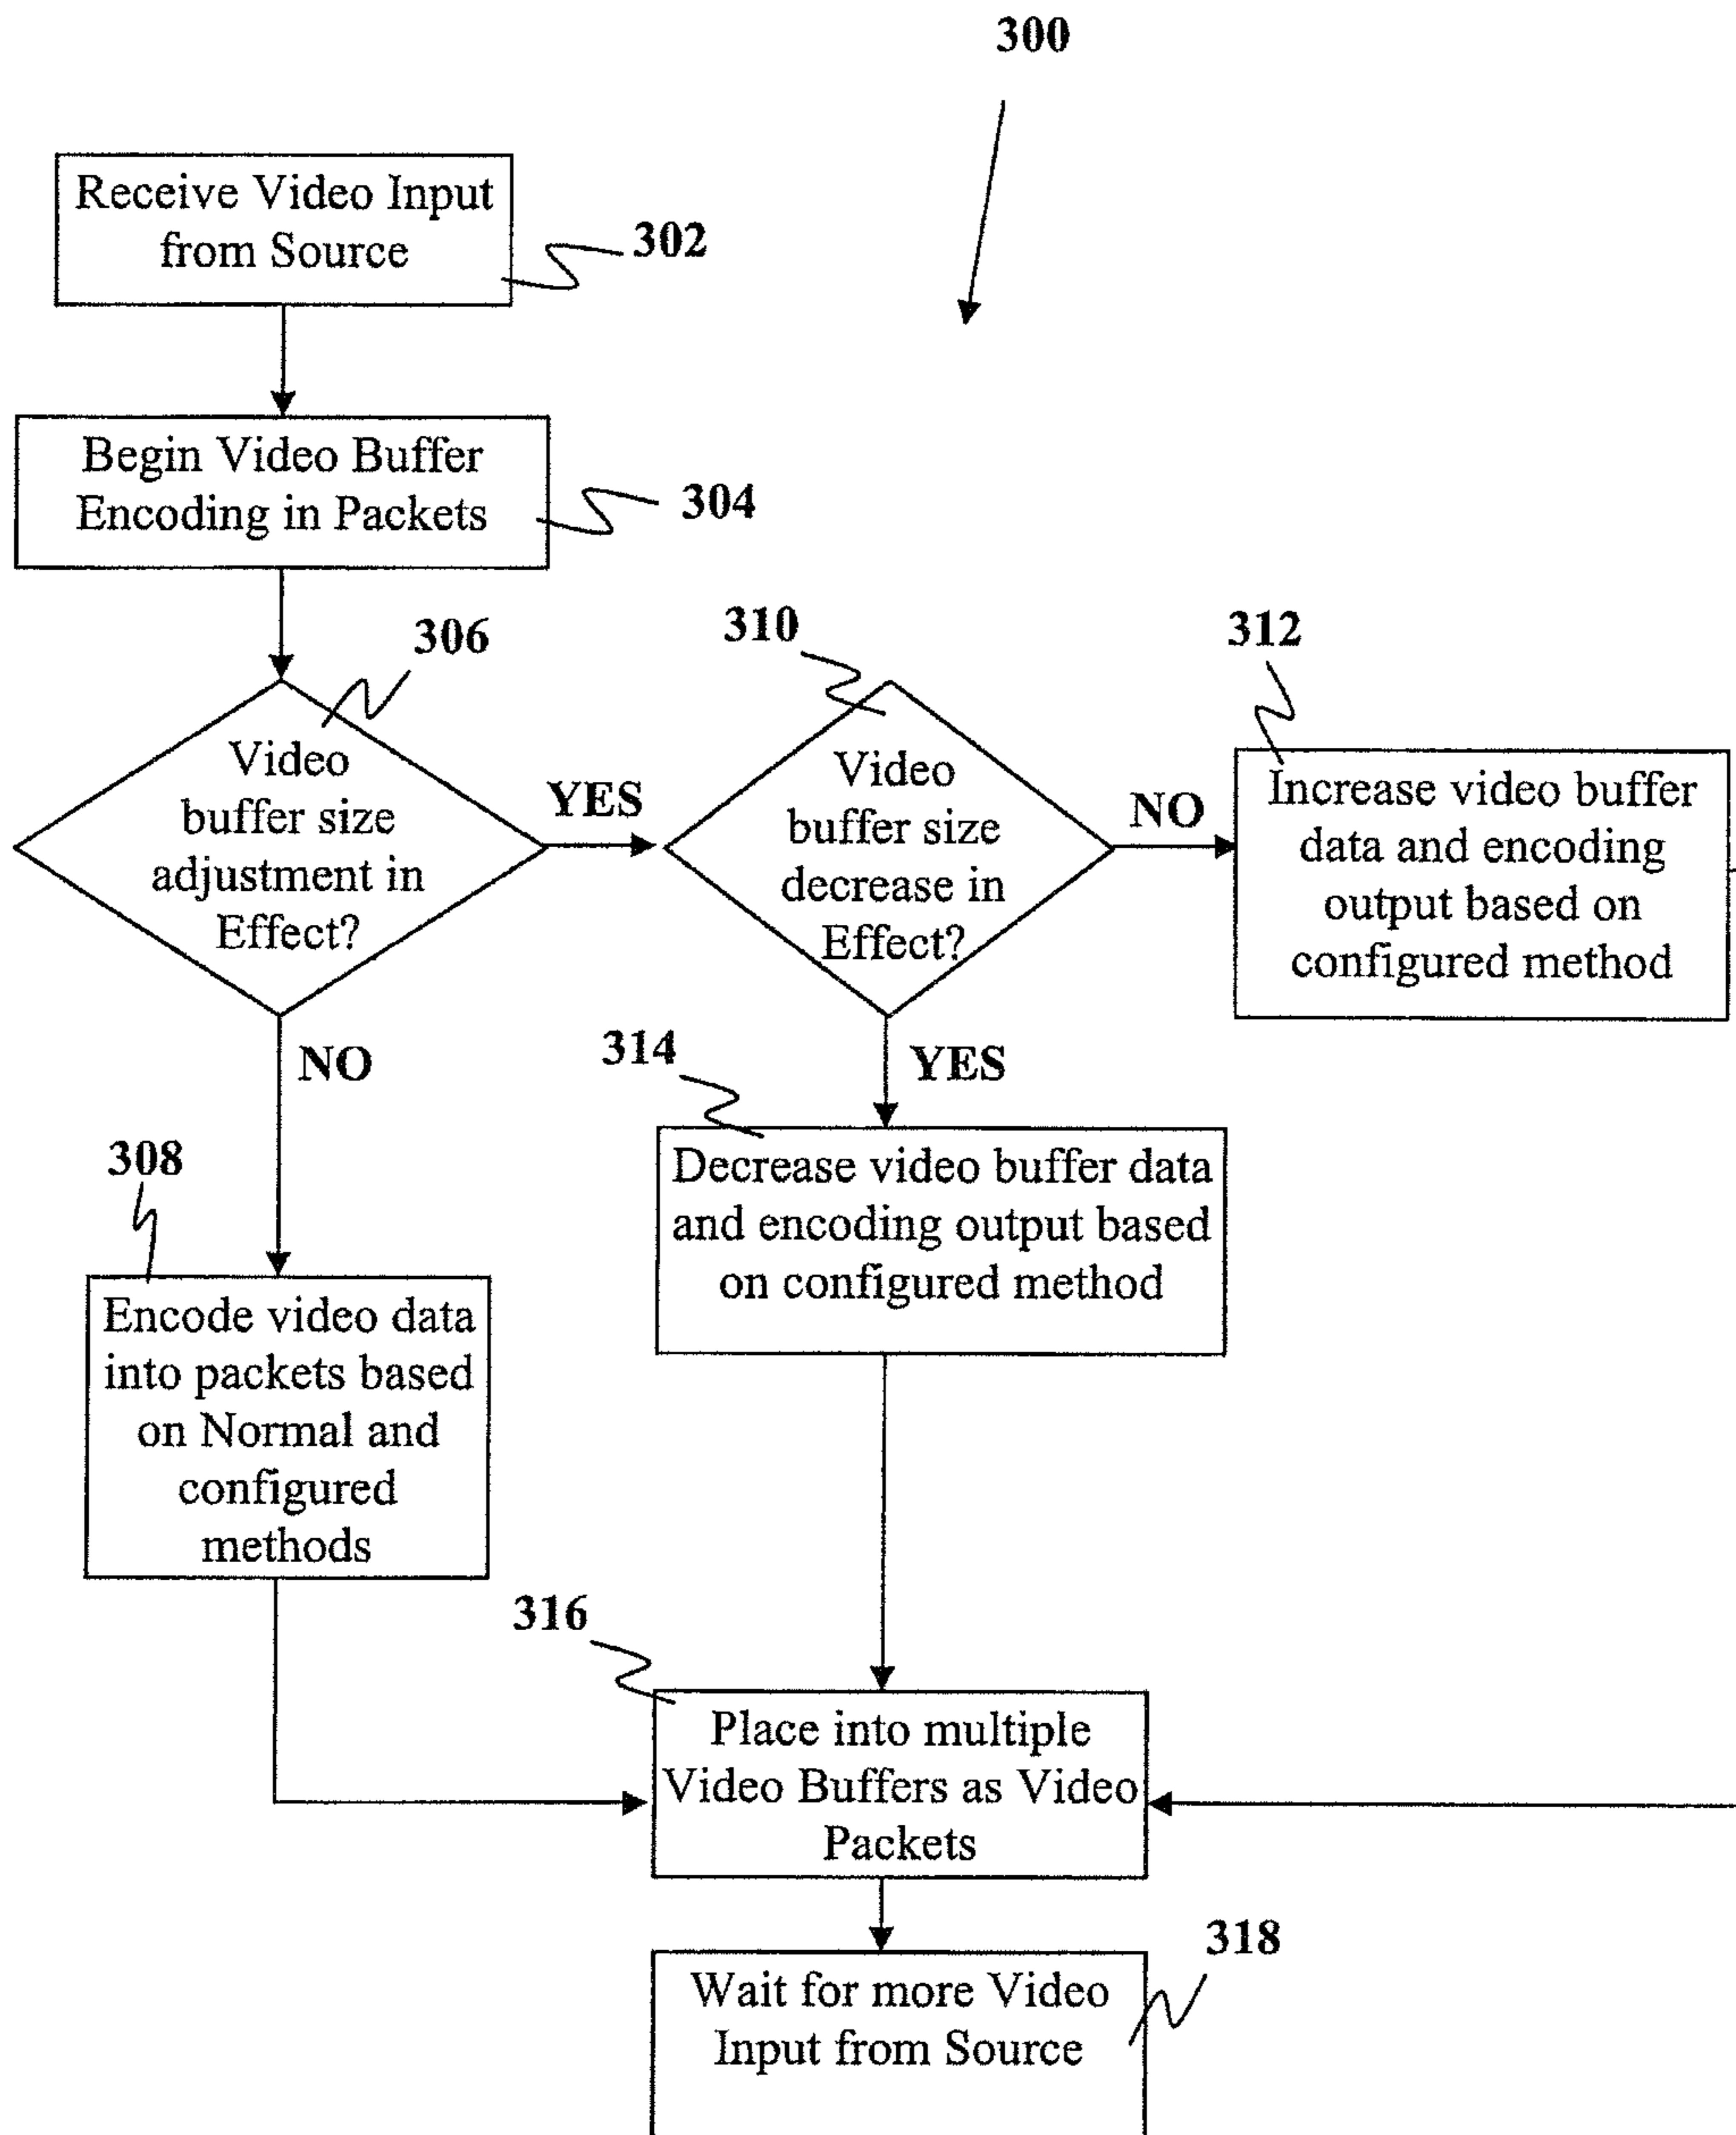 300
Receive Video Input
from Source
302
Begin Video Buffer
Encoding in Packets
304
306
Video
buffer size
adjustment in
Effect?
YES
NO
310
Video
buffer size
decrease in
Effect?
NO
YES
312
Increase video buffer
data and encoding
output based on
configured method
314
Decrease video buffer data
and encoding output based
on configured method
308
Encode video data
into packets based
on Normal and
configured
methods
316
Place into multiple
Video Buffers as Video
Packets
318
Wait for more Video
Input from Source